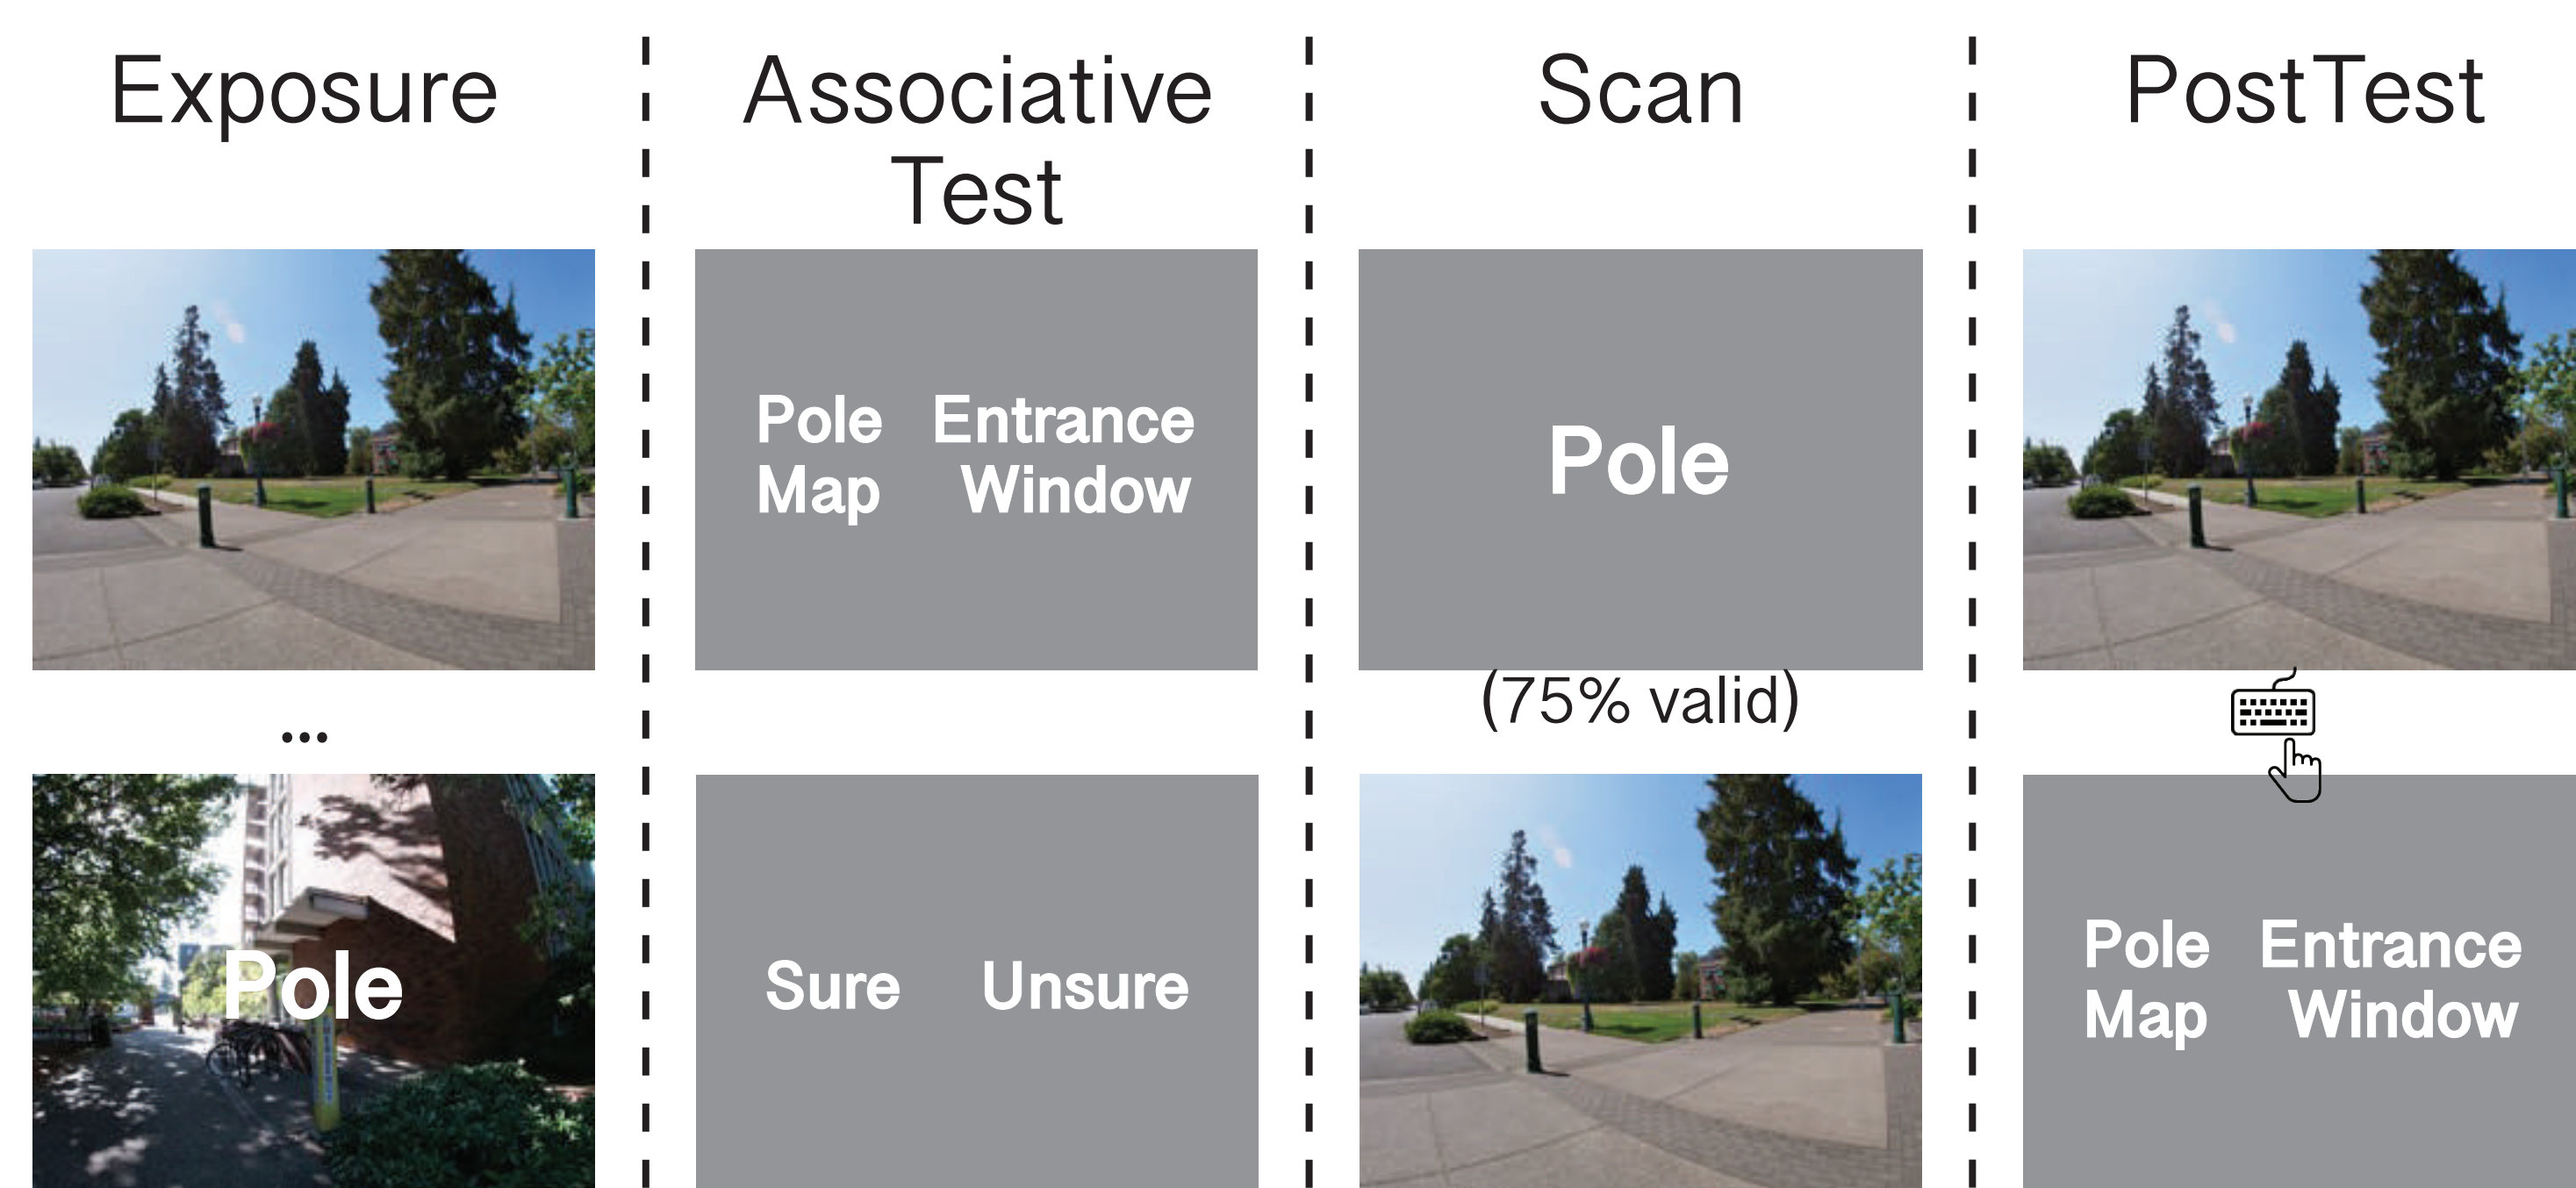 Exposure
Associative
Test
Scan
PostTest
Pole Entrance
Map Window
Pole
(75% valid)
...
Pole
Sure Unsure
Pole Entrance
Map Window